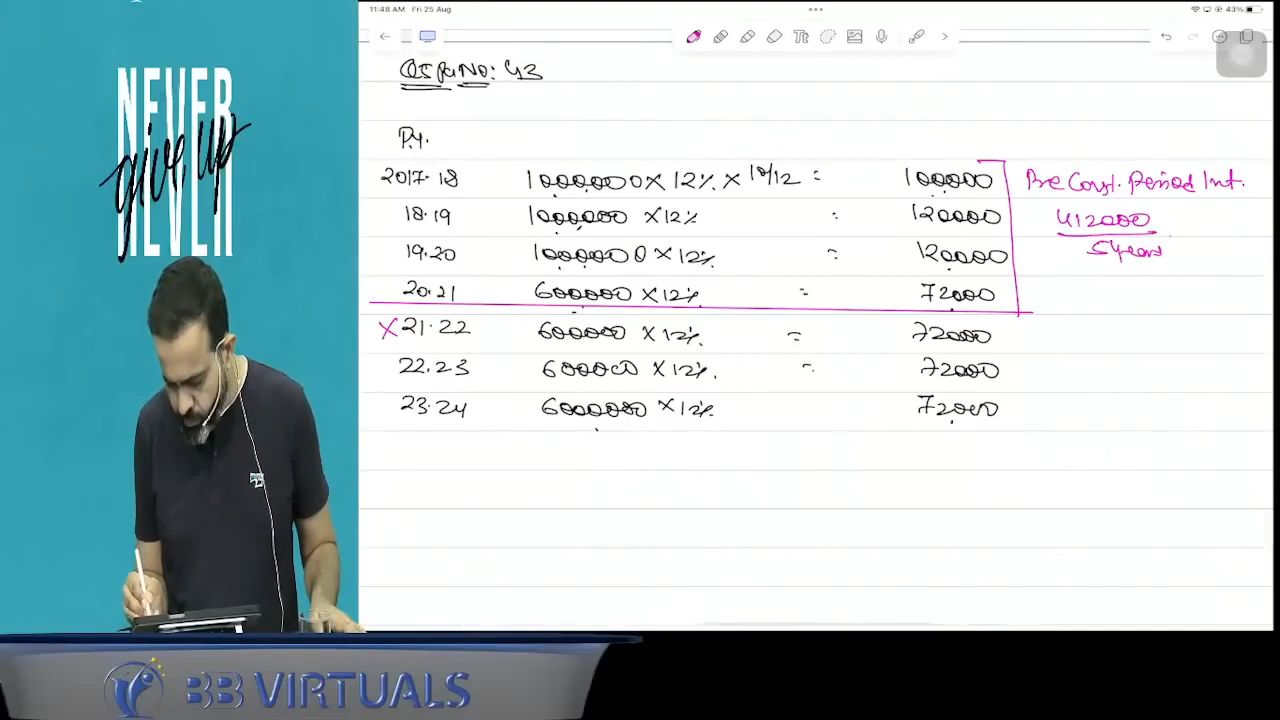 11:48 AM Fri 25 Aug
43%
NEVER
give up
NEVER
Q5 Pg No: 43
P.Y.
2017-18 1000000 × 12% × 10/12 = 100000
18-19 1000000 × 12% = 120000
19-20 1000000 × 12% = 120000
20-21 600000 × 12% = 72000
× 21-22 600000 × 12% = 72000
22-23 600000 × 12% = 72000
23-24 600000 × 12% 72000
Pre Const. Period Int.
412000
5 years
BB VIRTUALS